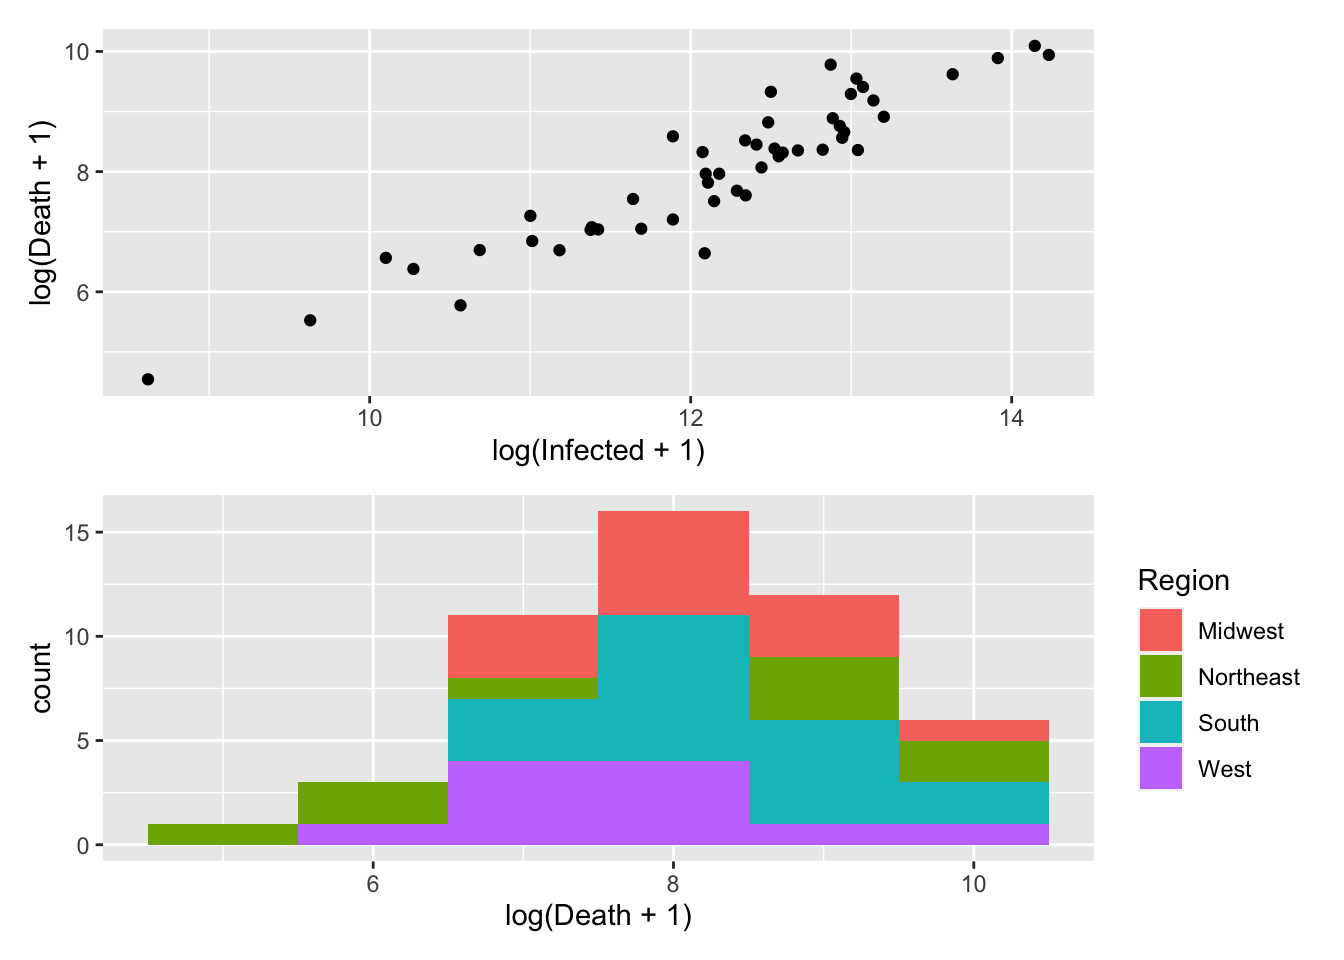 10
8
6
log(Death + 1)
10 12 14
log(Infected + 1)
15
10
5
0
count
6 8 10
log(Death + 1)
Region
Midwest
Northeast
South
West